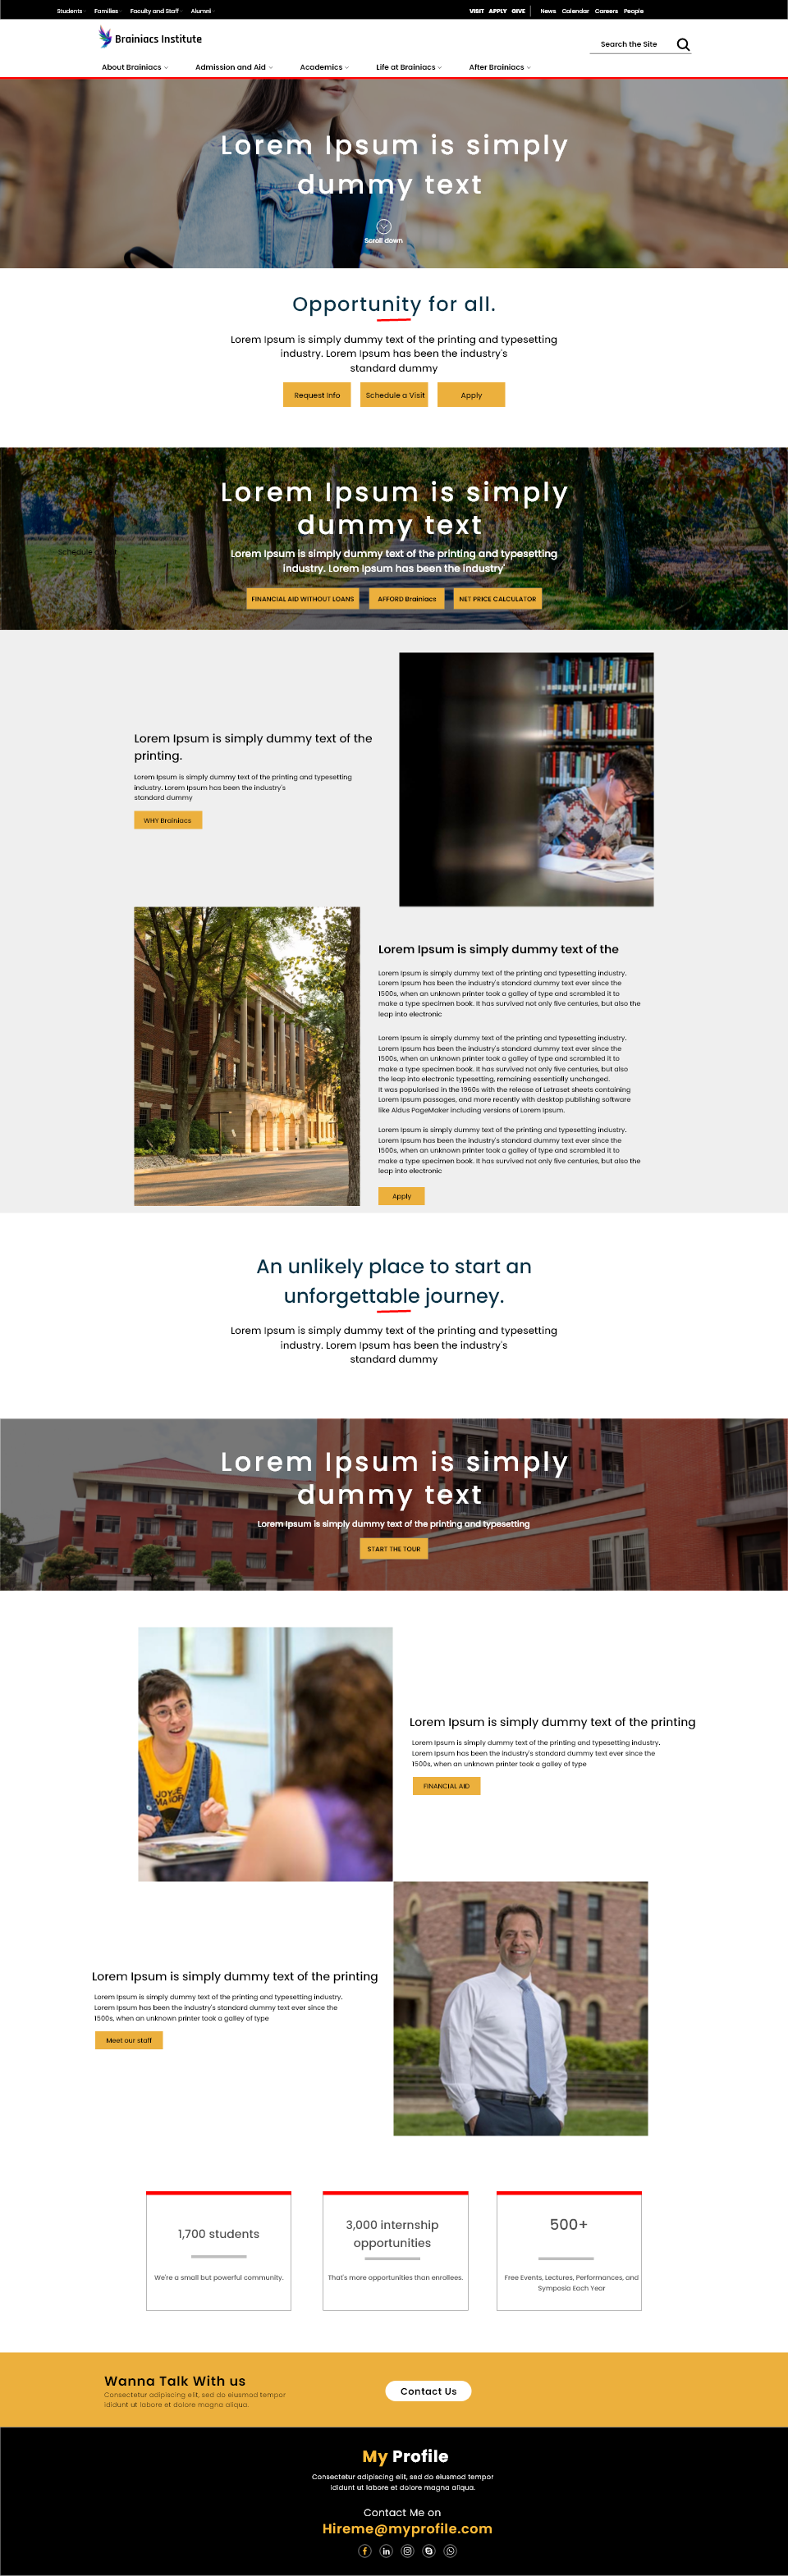 Students Families Faculty and Staff Alumni VISIT APPLY GIVE News Calendar Careers People
Brainiacs Institute
Search the Site
About Brainiacs Admission and Aid Academics Life at Brainiacs After Brainiacs
Lorem Ipsum is simply
dummy text
Scroll down
Opportunity for all.
Lorem Ipsum is simply dummy text of the printing and typesetting
industry. Lorem Ipsum has been the industry's
standard dummy
Request Info Schedule a Visit Apply
Lorem Ipsum is simply
dummy text
Schedule
Lorem Ipsum is simply dummy text of the printing and typesetting
industry. Lorem Ipsum has been the industry'
FINANCIAL AID WITHOUT LOANS AFFORD Brainiacs NET PRICE CALCULATOR
Lorem Ipsum is simply dummy text of the
printing.
Lorem Ipsum is simply dummy text of the printing and typesetting
industry. Lorem Ipsum has been the industry's
standard dummy
WHY Brainiacs
Lorem Ipsum is simply dummy text of the
Lorem Ipsum is simply dummy text of the printing and typesetting industry.
Lorem Ipsum has been the industry's standard dummy text ever since the
1500s, when an unknown printer took a galley of type and scrambled it to
make a type specimen book. It has survived not only five centuries, but also the
leap into electronic
Lorem Ipsum is simply dummy text of the printing and typesetting industry.
Lorem Ipsum has been the industry's standard dummy text ever since the
1500s, when an unknown printer took a galley of type and scrambled it to
make a type specimen book. It has survived not only five centuries, but also
the leap into electronic typesetting, remaining essentially unchanged.
It was popularised in the 1960s with the release of Letraset sheets containing
Lorem Ipsum passages, and more recently with desktop publishing software
like Aldus PageMaker including versions of Lorem Ipsum.
Lorem Ipsum is simply dummy text of the printing and typesetting industry.
Lorem Ipsum has been the industry's standard dummy text ever since the
1500s, when an unknown printer took a galley of type and scrambled it to
make a type specimen book. It has survived not only five centuries, but also the
leap into electronic
Apply
An unlikely place to start an
unforgettable journey.
Lorem Ipsum is simply dummy text of the printing and typesetting
industry. Lorem Ipsum has been the industry's
standard dummy
Lorem Ipsum is simply
dummy text
Lorem Ipsum is simply dummy text of the printing and typesetting
START THE TOUR
JOYCE
MAJOR
Lorem Ipsum is simply dummy text of the printing
Lorem Ipsum is simply dummy text of the printing and typesetting industry.
Lorem Ipsum has been the industry's standard dummy text ever since the
1500s, when an unknown printer took a galley of type
FINANCIAL AID
Lorem Ipsum is simply dummy text of the printing
Lorem Ipsum is simply dummy text of the printing and typesetting industry.
Lorem Ipsum has been the industry's standard dummy text ever since the
1500s, when an unknown printer took a galley of type
Meet our staff
1,700 students
We're a small but powerful community.
3,000 internship
opportunities
That's more opportunities than enrollees.
500+
Free Events, Lectures, Performances, and
Symposia Each Year
Wanna Talk With us
Consectetur adipiscing elit, sed do eiusmod tempor
ididunt ut labore et dolore magna aliqua.
Contact Us
My Profile
Consectetur adipiscing elit, sed do eiusmod tempor
ididunt ut labore et dolore magna aliqua.
Contact Me on
Hireme@myprofile.com